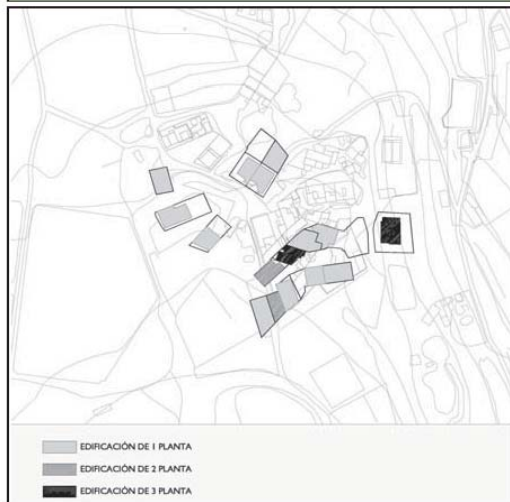 EDIFICACIÓN DE 1 PLANTA
EDIFICACIÓN DE 2 PLANTA
EDIFICACIÓN DE 3 PLANTA